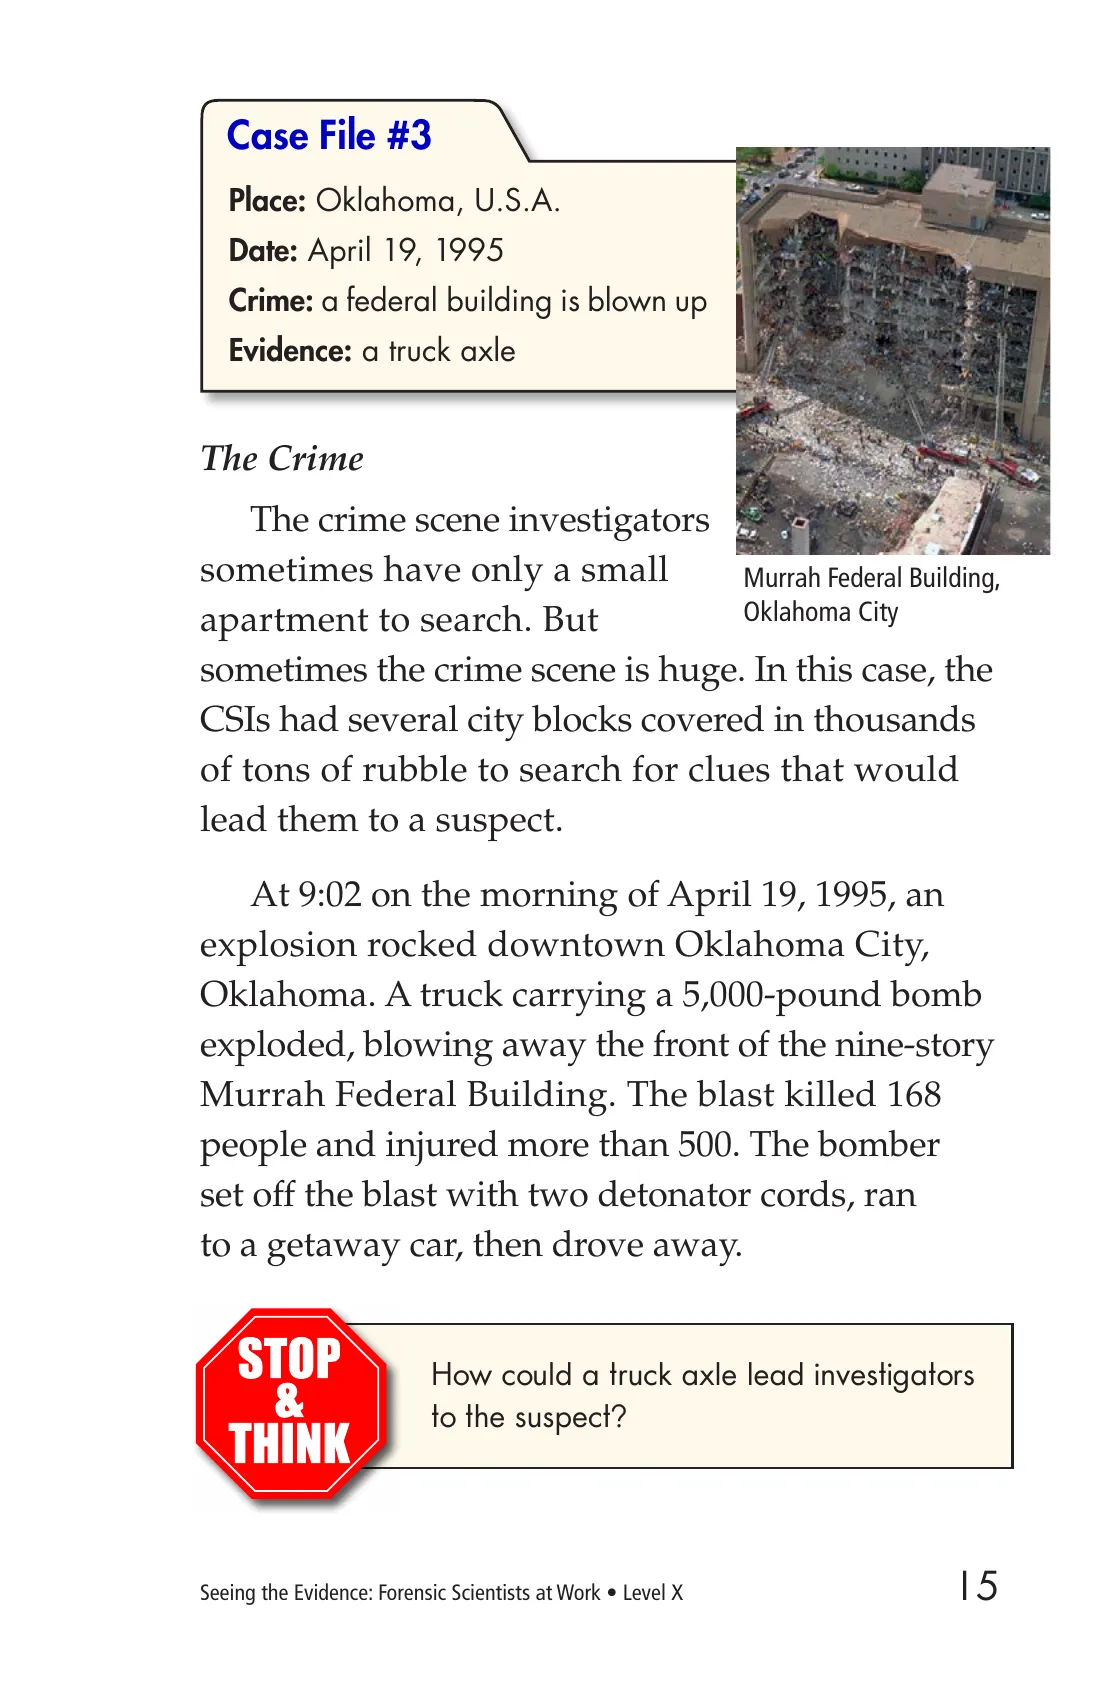 Case File #3
Place: Oklahoma, U.S.A.
Date: April 19, 1995
Crime: a federal building is blown up
Evidence: a truck axle
Murrah Federal Building,
Oklahoma City
The Crime
The crime scene investigators
sometimes have only a small
apartment to search. But
sometimes the crime scene is huge. In this case, the
CSIs had several city blocks covered in thousands
of tons of rubble to search for clues that would
lead them to a suspect.
At 9:02 on the morning of April 19, 1995, an
explosion rocked downtown Oklahoma City,
Oklahoma. A truck carrying a 5,000-pound bomb
exploded, blowing away the front of the nine-story
Murrah Federal Building. The blast killed 168
people and injured more than 500. The bomber
set off the blast with two detonator cords, ran
to a getaway car, then drove away.
STOP
&
THINK
How could a truck axle lead investigators
to the suspect?
Seeing the Evidence: Forensic Scientists at Work • Level X
15